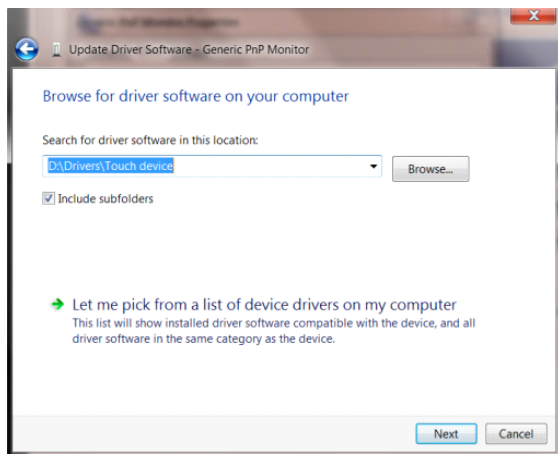 Update Driver Software - Generic PnP Monitor
Browse for driver software on your computer
Search for driver software in this location:
D:\Drivers\Touch device
Browse...
Include subfolders
Let me pick from a list of device drivers on my computer
This list will show installed driver software compatible with the device, and all
driver software in the same category as the device.
Next
Cancel